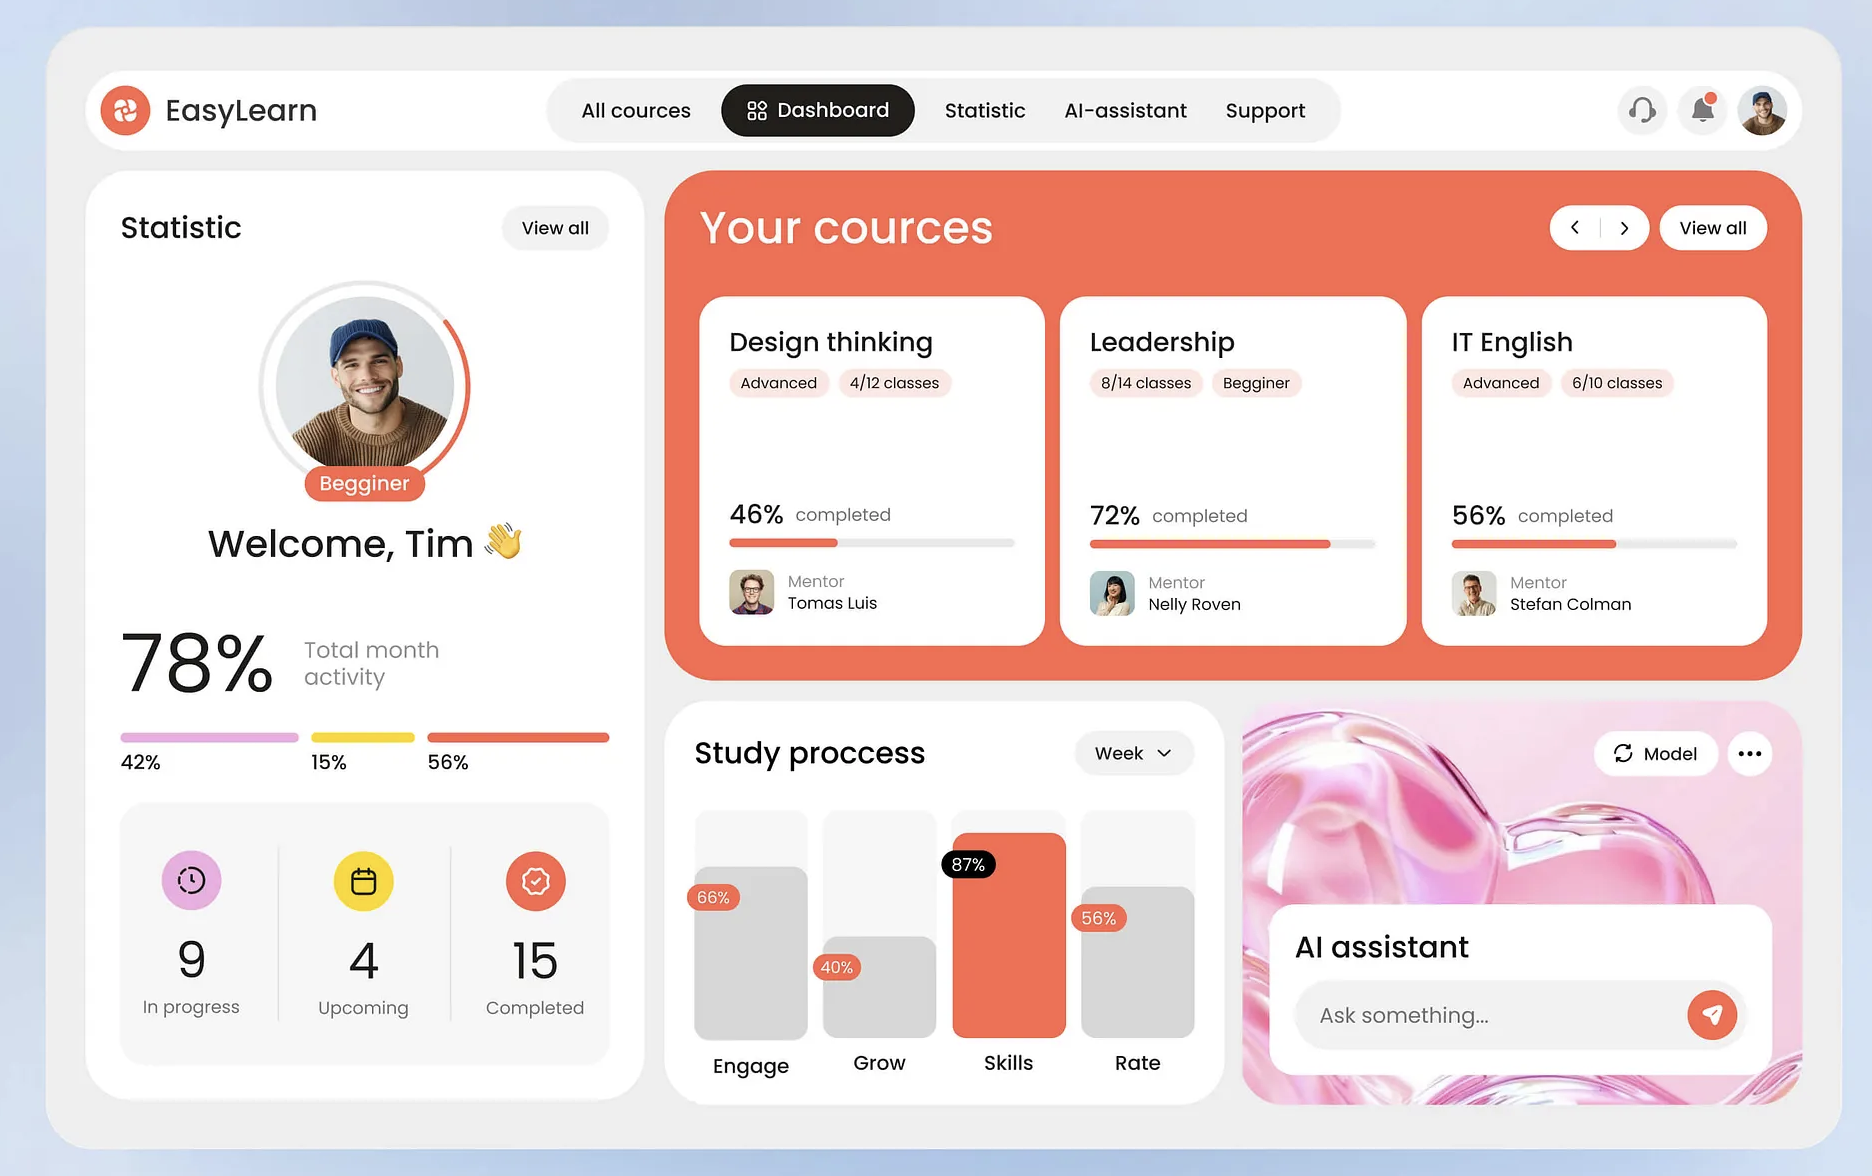 EasyLearn
All cources
Dashboard
Statistic
AI-assistant
Support
Statistic
View all
Begginer
Welcome, Tim 👋
78%
Total month
activity
42%
15%
56%
9
In progress
4
Upcoming
15
Completed
Your cources
View all
Design thinking
Advanced
4/12 classes
46% completed
Mentor
Tomas Luis
Leadership
8/14 classes
Begginer
72% completed
Mentor
Nelly Roven
IT English
Advanced
6/10 classes
56% completed
Mentor
Stefan Colman
Study proccess
Week
66%
Engage
40%
Grow
87%
Skills
56%
Rate
Model
AI assistant
Ask something...